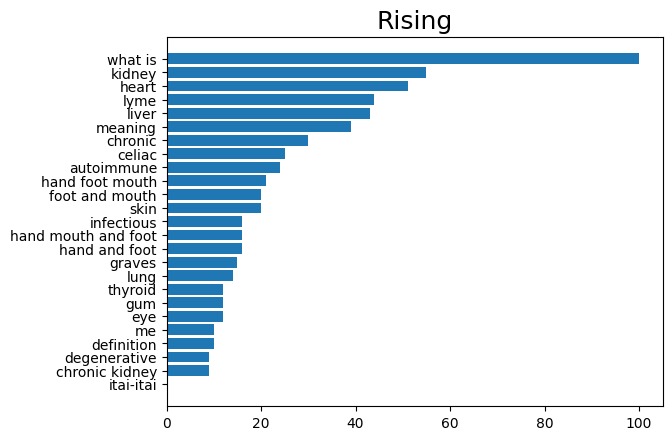 Rising
what is
kidney
heart
lyme
liver
meaning
chronic
celiac
autoimmune
hand foot mouth
foot and mouth
skin
infectious
hand mouth and foot
hand and foot
graves
lung
thyroid
gum
eye
me
definition
degenerative
chronic kidney
itai-itai
0 20 40 60 80 100